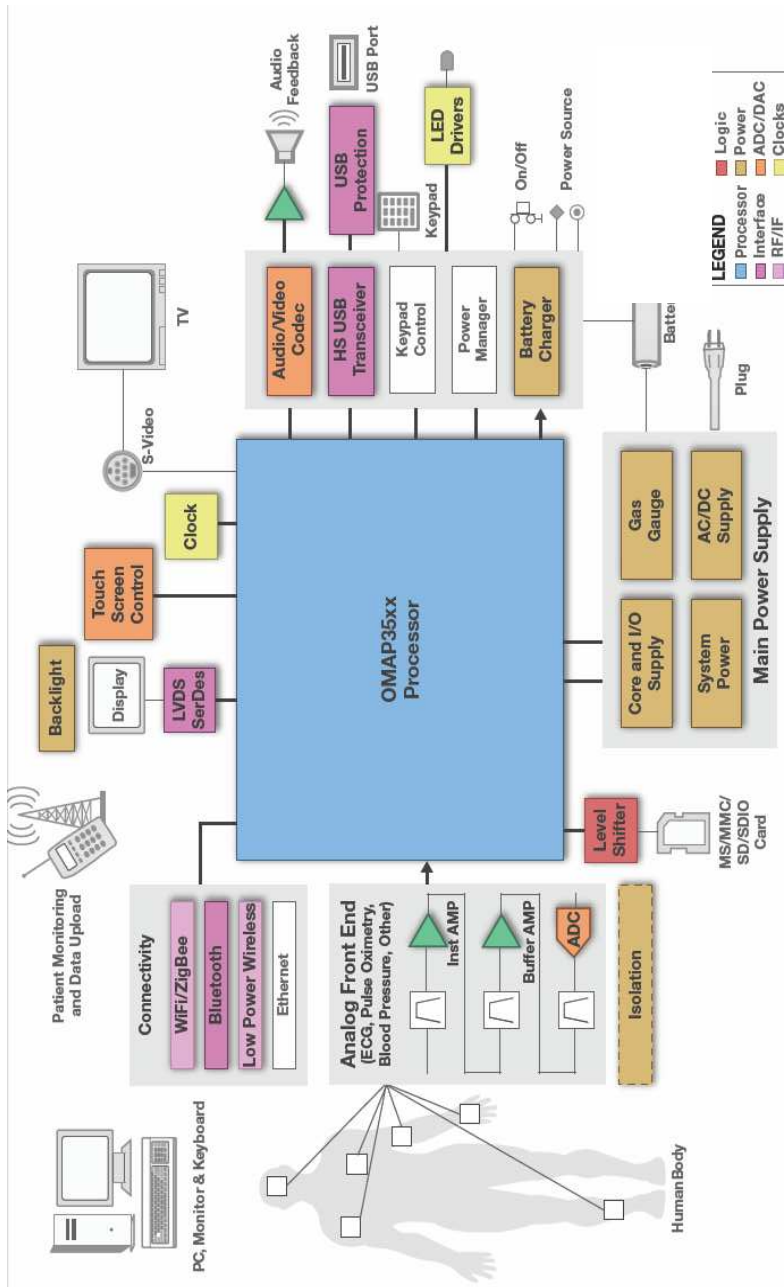 PC, Monitor & Keyboard
Patient Monitoring
and Data Upload
Connectivity
WiFi/ZigBee
Bluetooth
Low Power Wireless
Ethernet
Analog Front End
(ECG, Pulse Oximetry,
Blood Pressure, Other)
Inst AMP
Buffer AMP
ADC
Isolation
Human Body
Backlight
Display
LVDS
SerDes
Touch
Screen
Control
Clock
S-Video
TV
OMAP35xx
Processor
Level
Shifter
MS/MMC/
SD/SDIO
Card
Core and I/O
Supply
Gas
Gauge
System
Power
AC/DC
Supply
Main Power Supply
Plug
Audio/Video
Codec
HS USB
Transceiver
Keypad
Control
Power
Manager
Battery
Charger
Audio
Feedback
USB
Protection
USB Port
Keypad
LED
Drivers
On/Off
Power Source
LEGEND
Processor
Interface
RF/IF
Logic
Power
ADC/DAC
Clocks